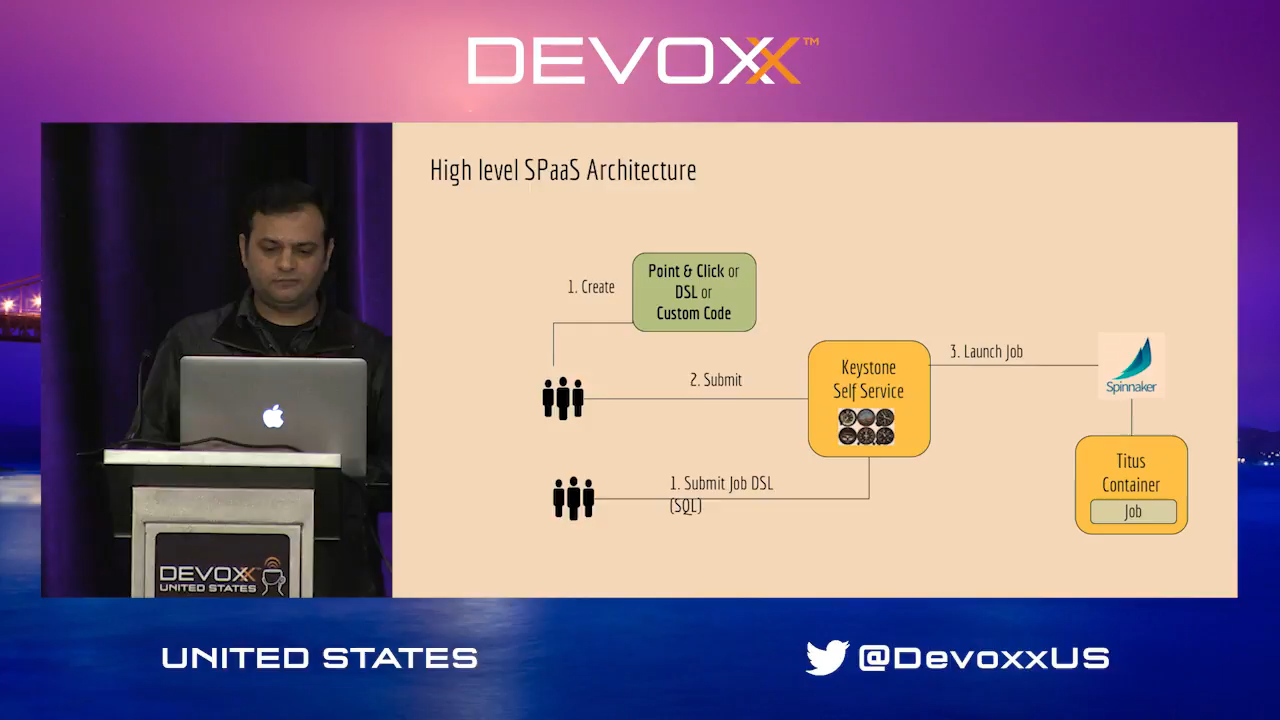 DEVOXX™
High level SPaaS Architecture
1. Create
Point & Click or
DSL or
Custom Code
2. Submit
Keystone
Self Service
3. Launch Job
Spinnaker
1. Submit Job DSL
(SQL)
Titus
Container
Job
DEVOXX
UNITED STATES
UNITED STATES
@DevoxxUS